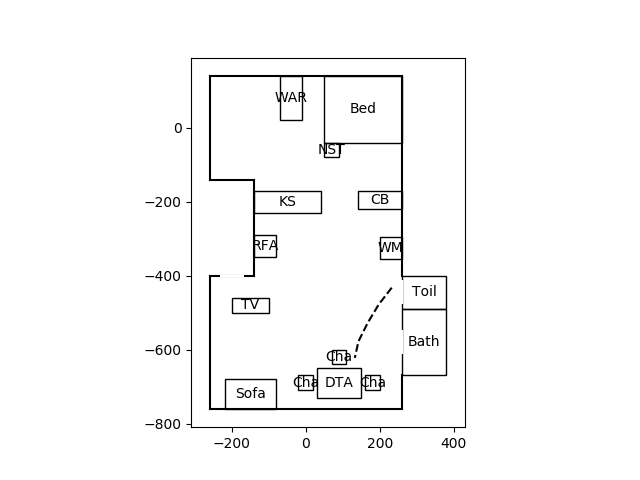 WAR
Bed
0
NST
−200
KS
CB
RFA
WM
−400
Toil
TV
Bath
−600
Cha
Cha
DTA
Cha
Sofa
−800
−200
0
200
400